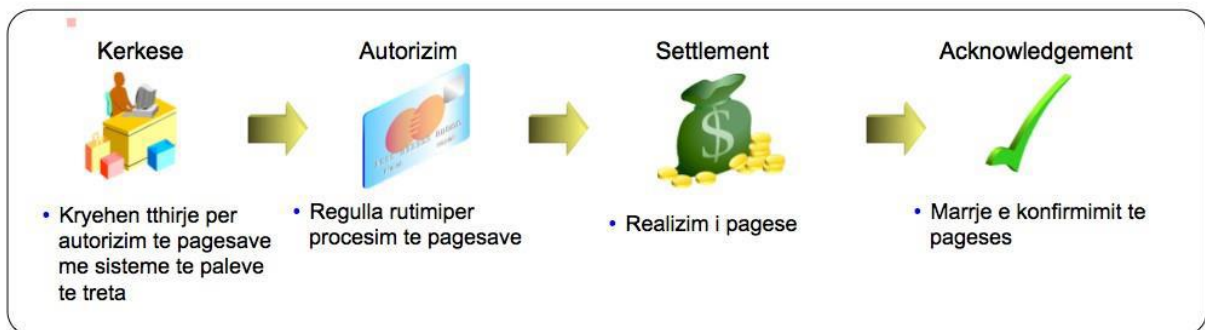 Kerkese
Autorizim
Settlement
Acknowledgement
• Kryehen tthirje per
autorizim te pagesave
me sisteme te paleve
te treta
• Regulla rutimiper
procesim te pagesave
• Realizim i pagese
• Marrje e konfirmimit te
pageses
$